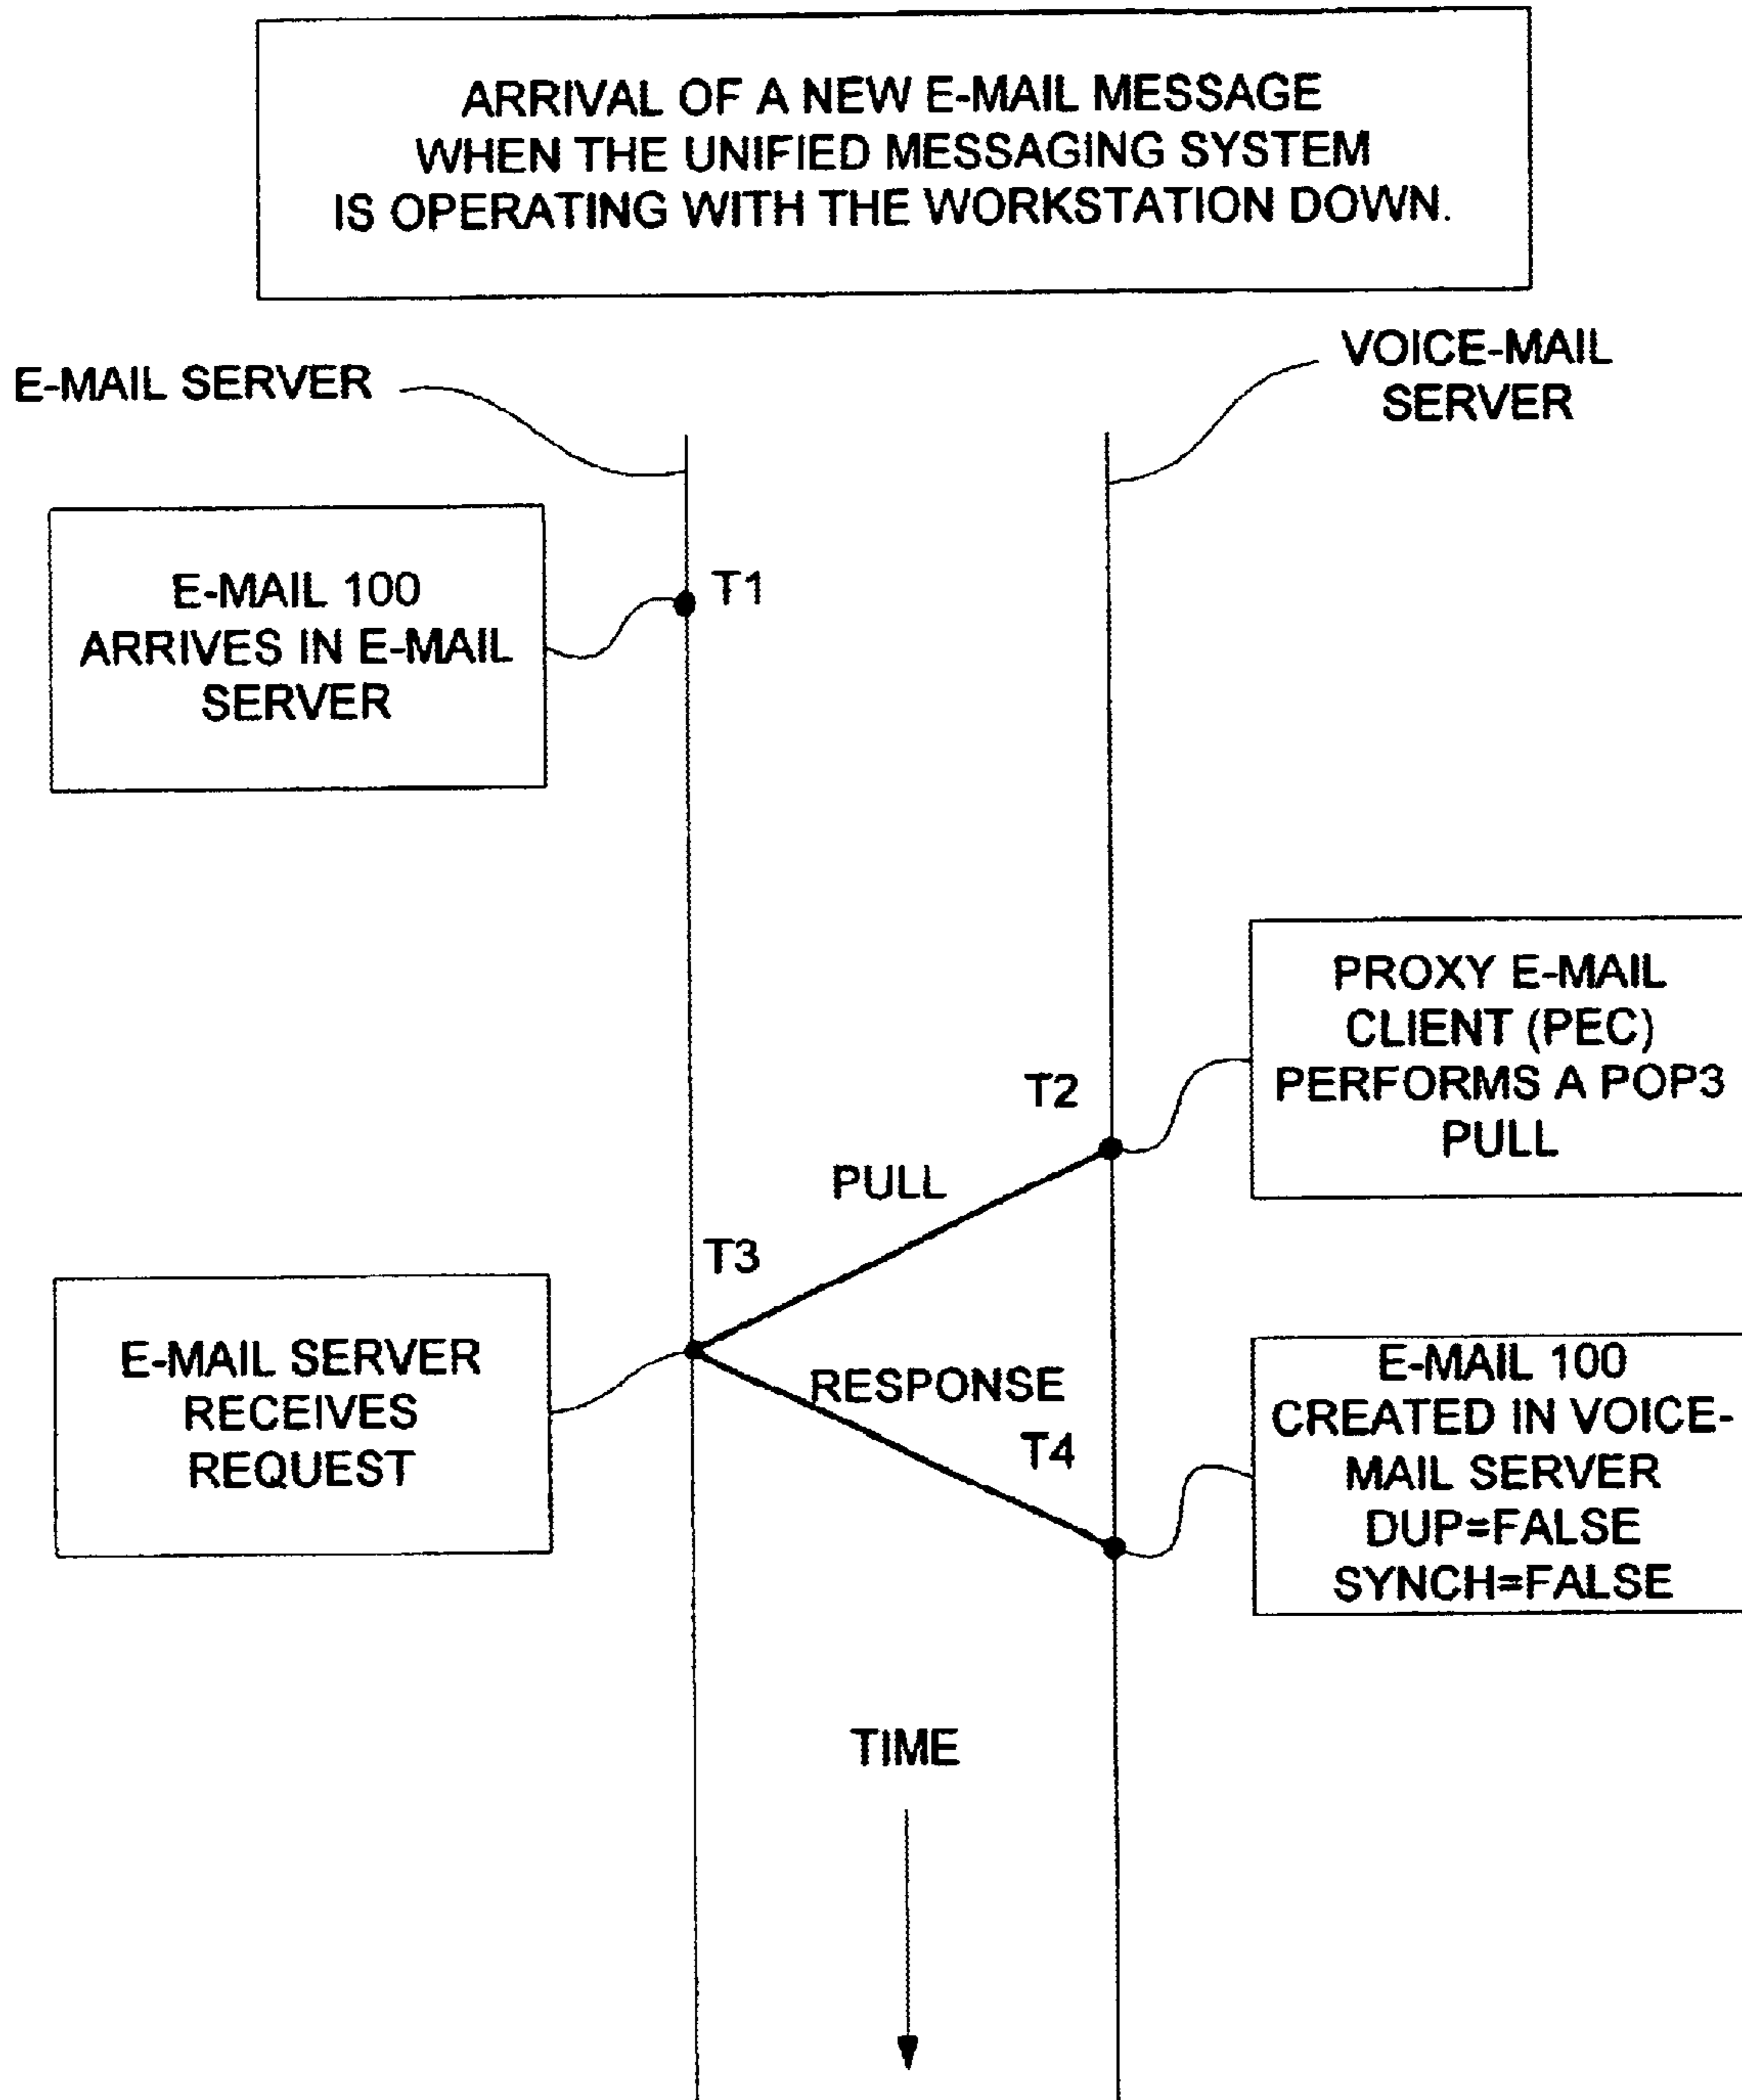 ARRIVAL OF A NEW E-MAIL MESSAGE
WHEN THE UNIFIED MESSAGING SYSTEM
IS OPERATING WITH THE WORKSTATION DOWN.
E-MAIL SERVER
VOICE-MAIL
SERVER
E-MAIL 100
ARRIVES IN E-MAIL
SERVER
T1
PROXY E-MAIL
CLIENT (PEC)
PERFORMS A POP3
PULL
T2
PULL
T3
E-MAIL SERVER
RECEIVES
REQUEST
RESPONSE
T4
E-MAIL 100
CREATED IN VOICE-
MAIL SERVER
DUP=FALSE
SYNCH=FALSE
TIME